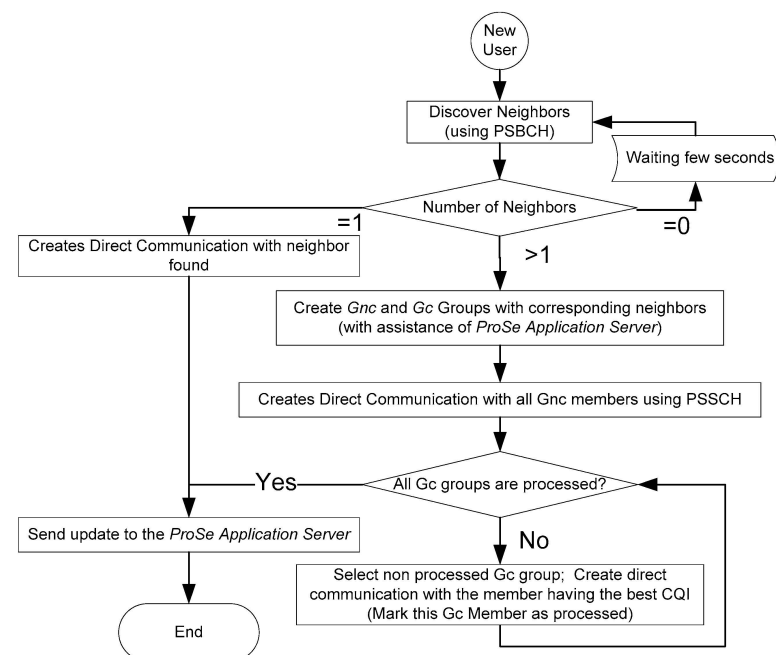 New
User
Discover Neighbors
(using PSBCH)
Waiting few seconds
Number of Neighbors
=1
=0
>1
Creates Direct Communication with neighbor
found
Create Gnc and Gc Groups with corresponding neighbors
(with assistance of ProSe Application Server)
Creates Direct Communication with all Gnc members using PSSCH
All Gc groups are processed?
Yes
No
Send update to the ProSe Application Server
Select non processed Gc group; Create direct
communication with the member having the best CQI
(Mark this Gc Member as processed)
End